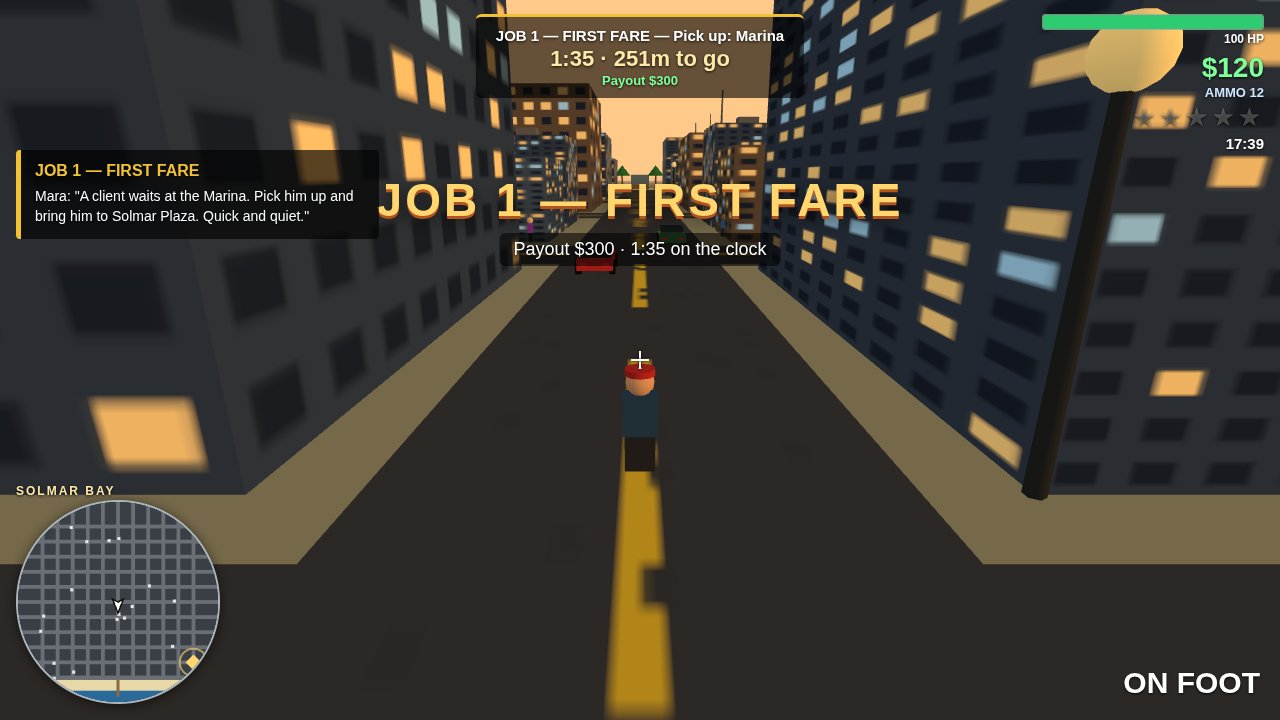 JOB 1 — FIRST FARE — Pick up: Marina
1:35 · 251m to go
Payout $300
100 HP
$120
AMMO 12
★★★★★
17:39
JOB 1 — FIRST FARE
Mara: "A client waits at the Marina. Pick him up and
bring him to Solmar Plaza. Quick and quiet."
JOB 1 — FIRST FARE
Payout $300 · 1:35 on the clock
SOLMAR BAY
ON FOOT